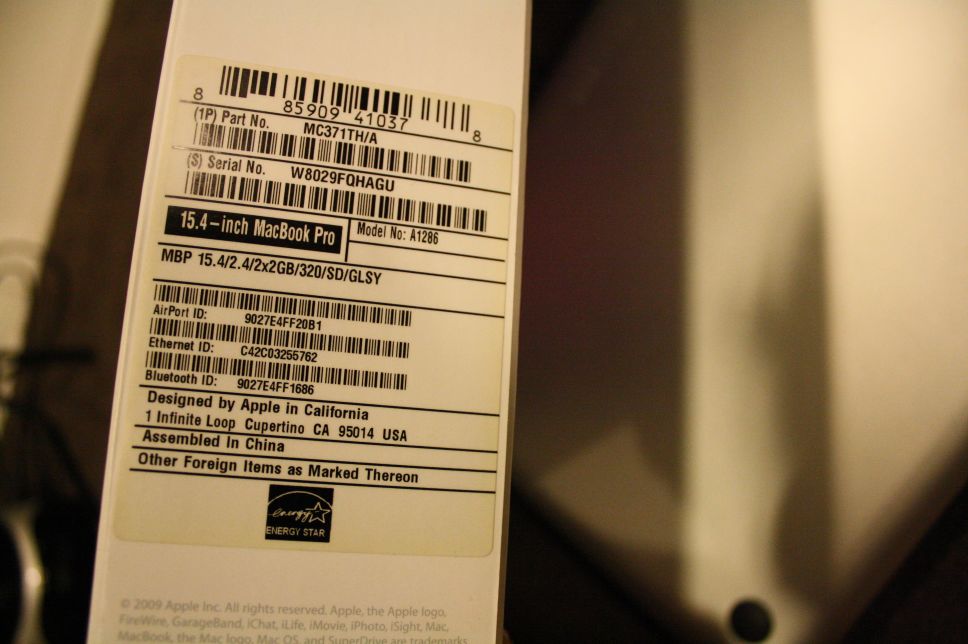 8 85909 41037 8
(1P) Part No. MC371TH/A
(S) Serial No. W8029FQHAGU
15.4-inch MacBook Pro
Model No: A1286
MBP 15.4/2.4/2x2GB/320/SD/GLSY
AirPort ID: 9027E4FF20B1
Ethernet ID: C42C03255762
Bluetooth ID: 9027E4FF1686
Designed by Apple in California
1 Infinite Loop Cupertino CA 95014 USA
Assembled In China
Other Foreign Items as Marked Thereon
energy
ENERGY STAR
© 2009 Apple Inc. All rights reserved. Apple, the Apple logo,
FireWire, GarageBand, iChat, iLife, iMovie, iPhoto, iSight, Mac,
MacBook, the Mac logo, Mac OS, and SuperDrive are trademarks